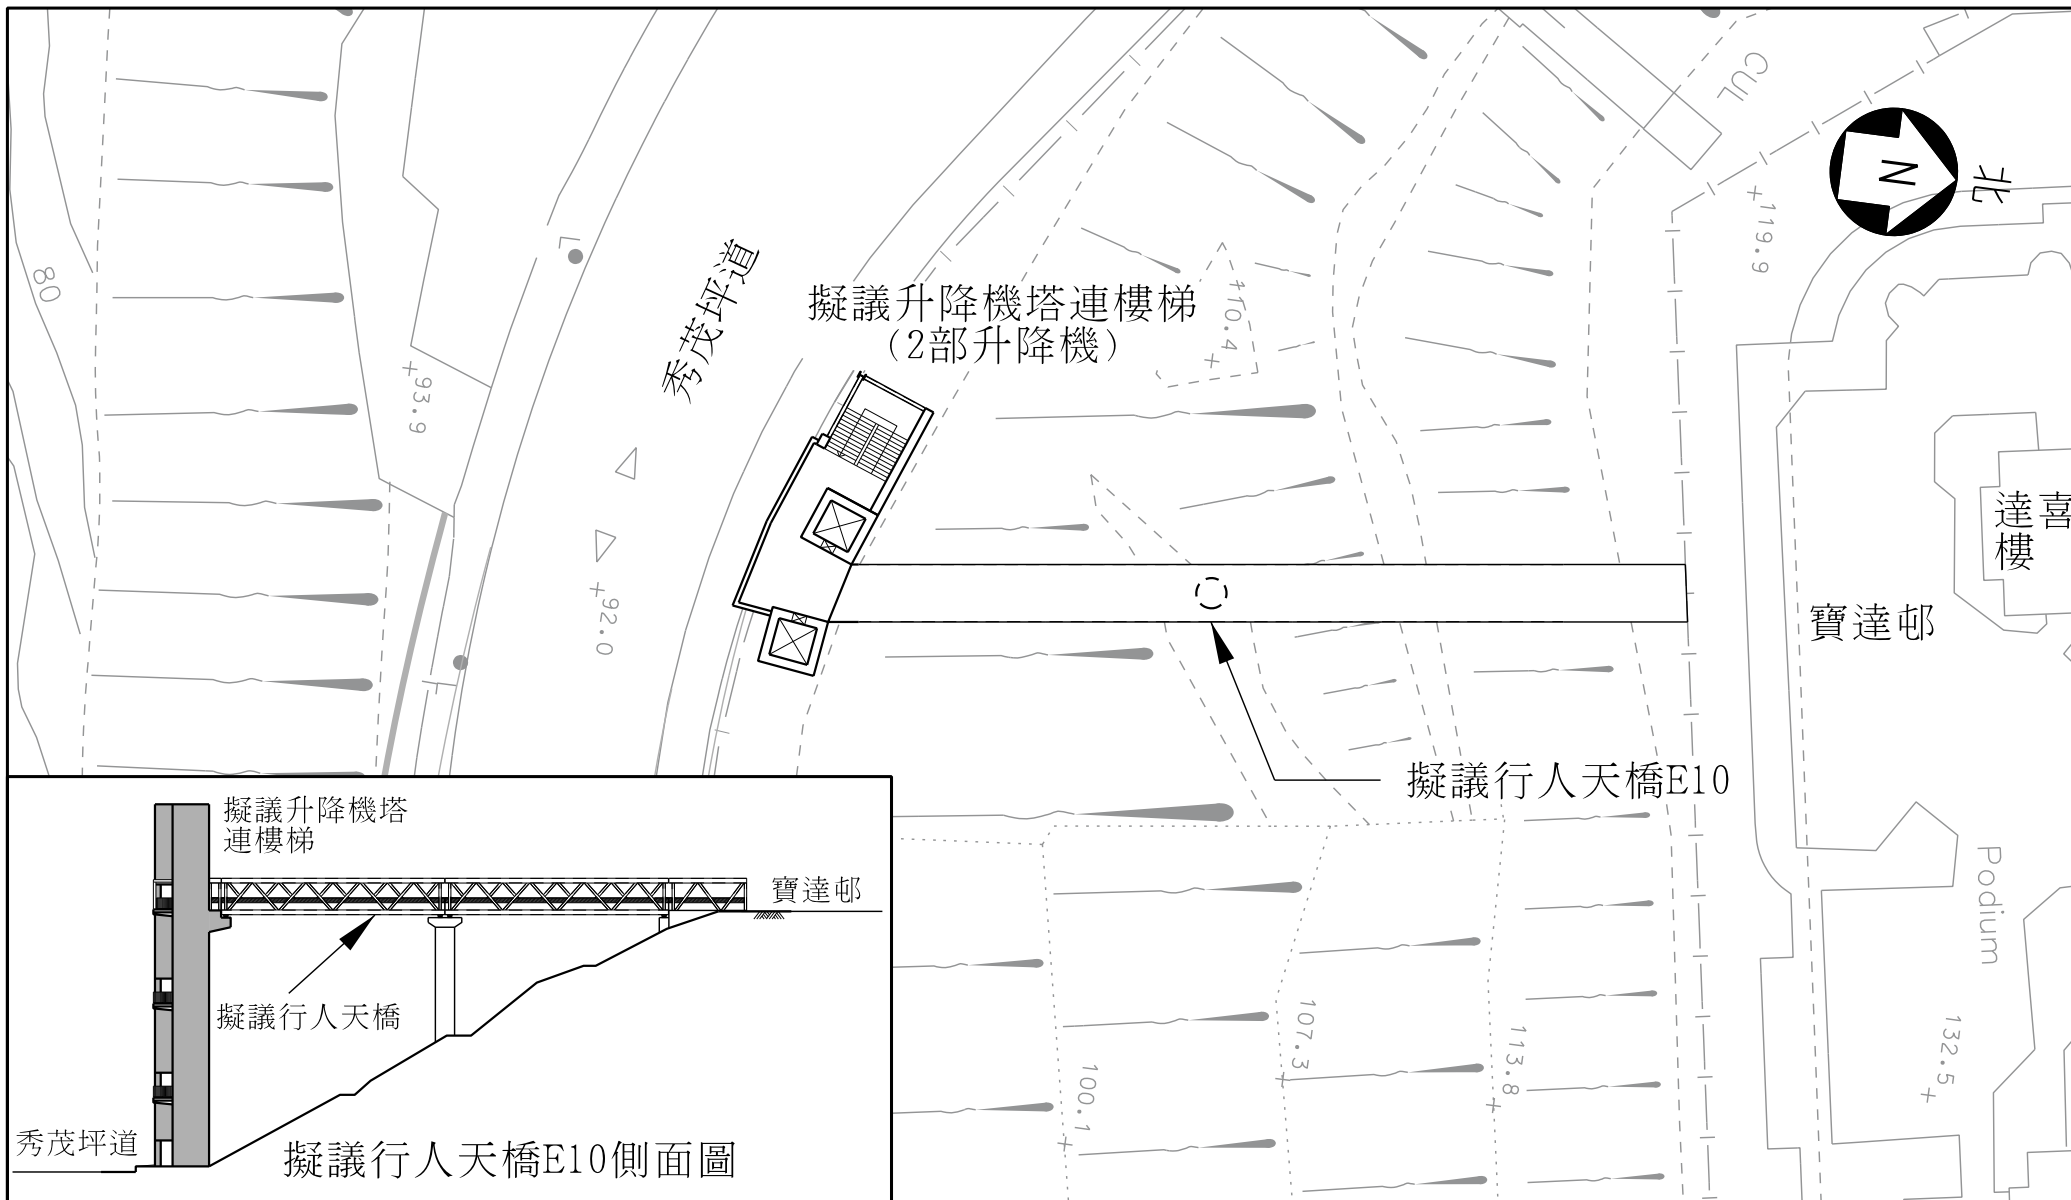 CUL
N
北
119.9
80
秀茂坪道
擬議升降機塔連樓梯
(2部升降機)
110.4
93.9
92.0
達喜
樓
寶達邨
擬議行人天橋E10
Podium
132.5
107.3
113.8
100.1
擬議升降機塔
連樓梯
寶達邨
擬議行人天橋
秀茂坪道
擬議行人天橋E10側面圖